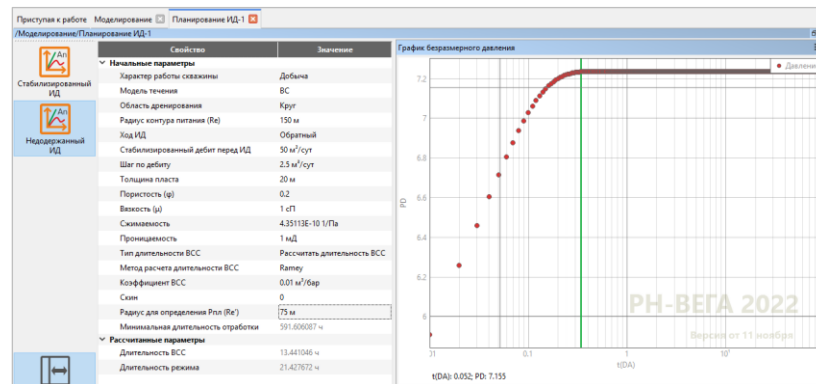 Приступая к работе Моделирование Планирование ИД-1
/Моделирование/Планирование ИД-1
Стабилизированный ИД
Недодержанный ИД
Свойство Значение
Начальные параметры
Характер работы скважины Добыча
Модель течения ВС
Область дренирования Круг
Радиус контура питания (Re) 150 м
Ход ИД Обратный
Стабилизированный дебит перед ИД 50 м³/сут
Шаг по дебиту 2.5 м³/сут
Толщина пласта 20 м
Пористость (φ) 0.2
Вязкость (μ) 1 сП
Сжимаемость 4.35113E-10 1/Па
Проницаемость 1 мД
Тип длительности ВСС Рассчитать длительность ВСС
Метод расчета длительности ВСС Ramey
Коэффициент ВСС 0.01 м³/бар
Скин 0
Радиус для определения Рпл (Re') 75 м
Минимальная длительность отработки 591.606087 ч
Рассчитанные параметры
Длительность ВСС 13.441046 ч
Длительность режима 21.427672 ч
График безразмерного давления
Давлени
PD
7.2
7
6.8
6.6
6.4
6.2
6
РН-ВЕГА 2022
Версия от 11 ноября
01 0.1 1 10⁰
t(DA)
t(DA): 0.052; PD: 7.155